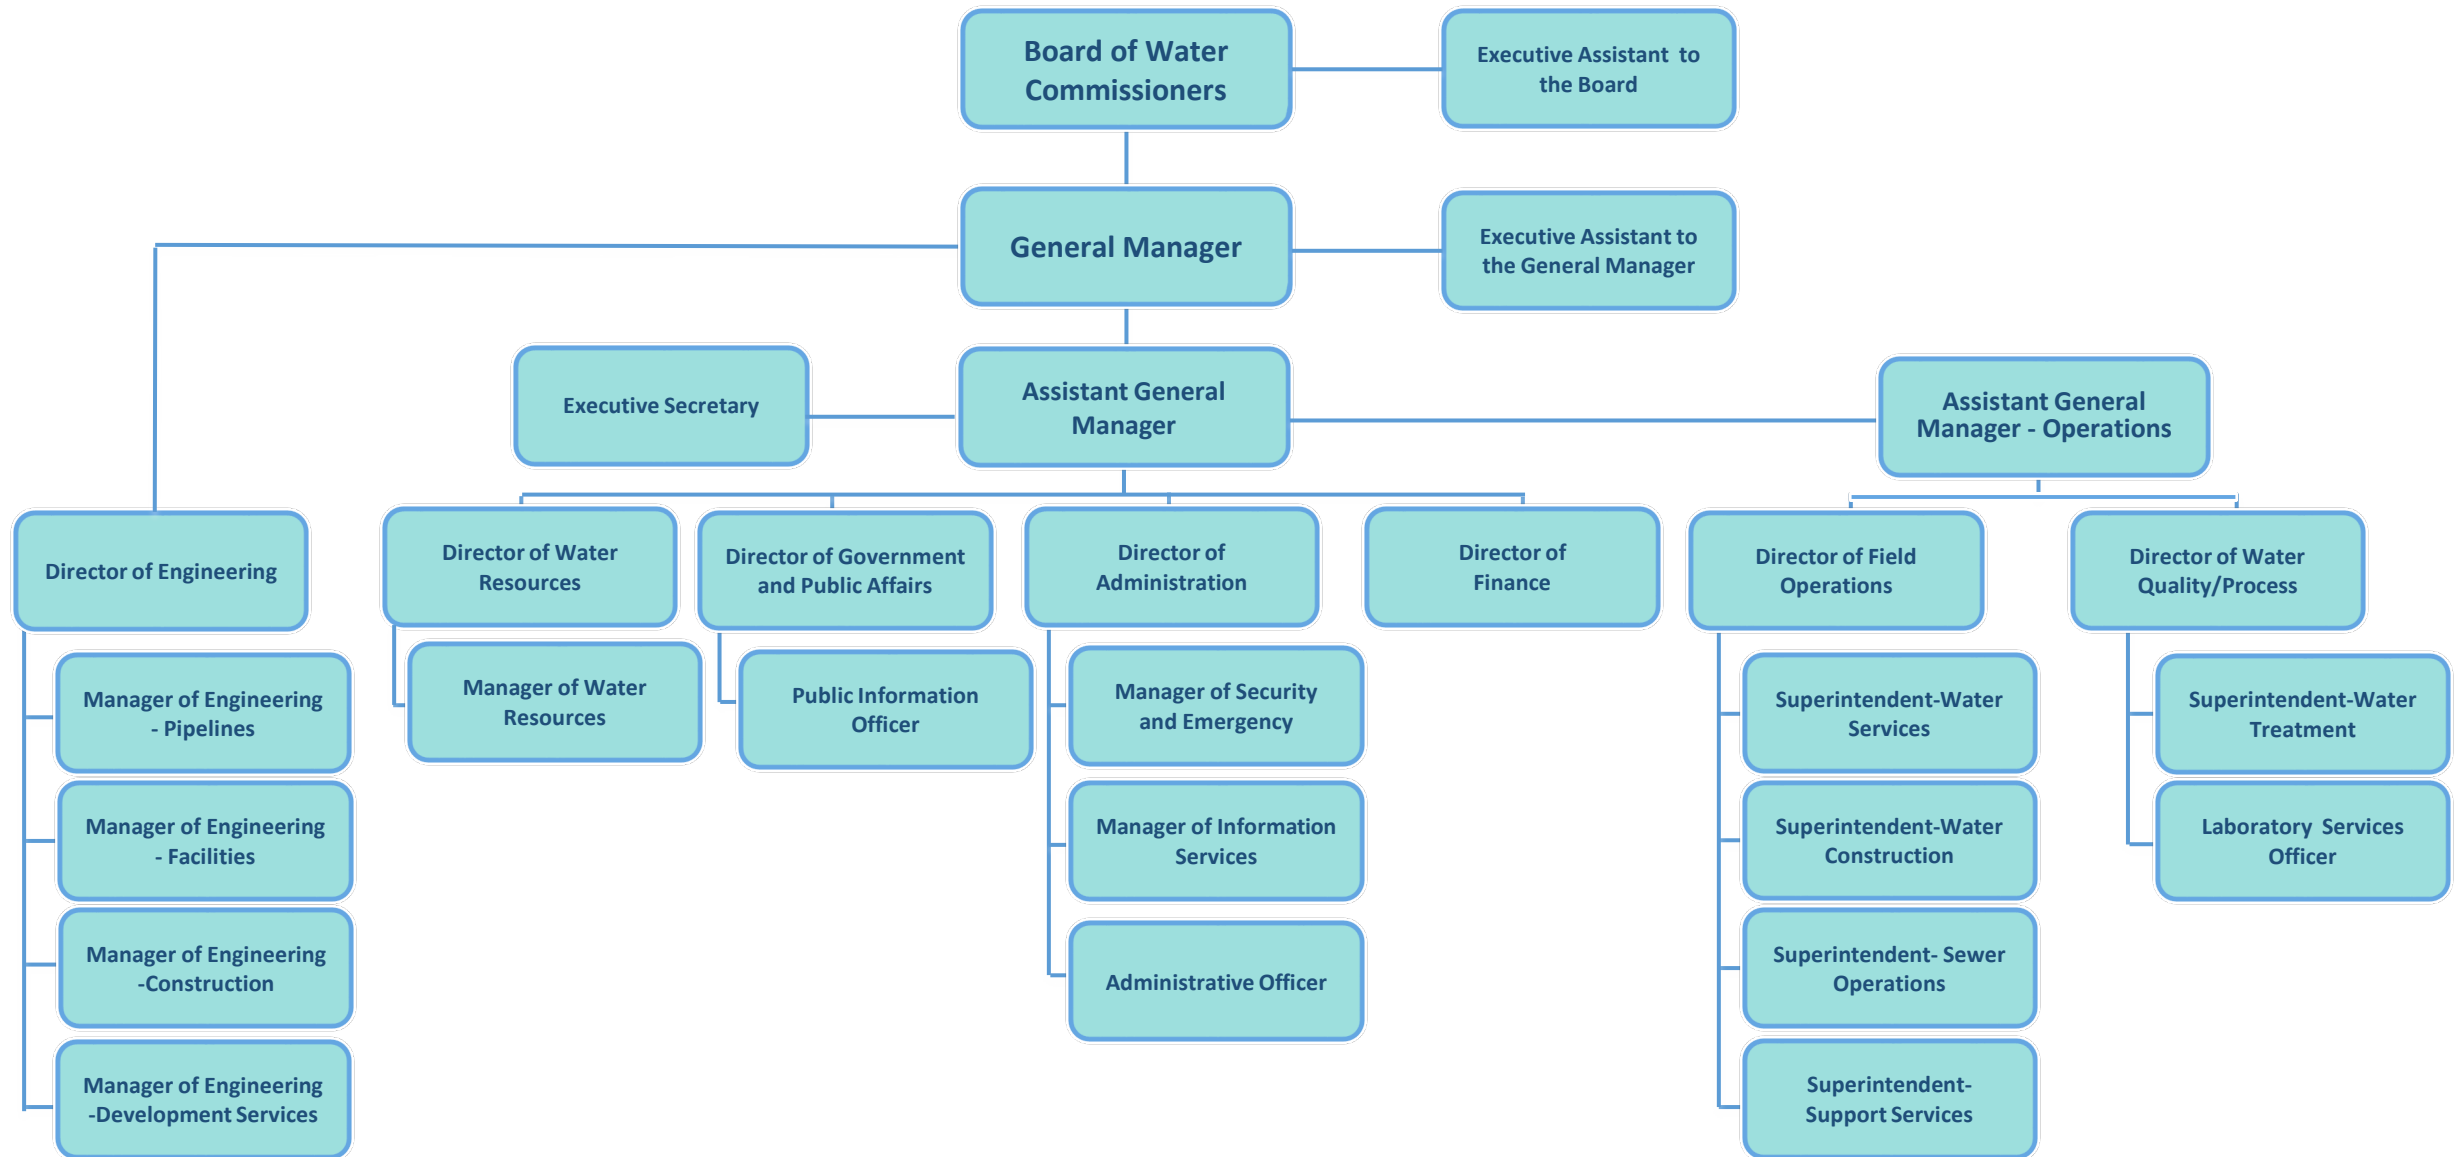 Board of Water
Commissioners
Executive Assistant to
the Board
General Manager
Executive Assistant to
the General Manager
Executive Secretary
Assistant General
Manager
Assistant General
Manager - Operations
Director of Engineering
Director of Water
Resources
Director of Government
and Public Affairs
Director of
Administration
Director of
Finance
Director of Field
Operations
Director of Water
Quality/Process
Manager of Engineering
- Pipelines
Manager of Engineering
- Facilities
Manager of Engineering
-Construction
Manager of Engineering
-Development Services
Manager of Water
Resources
Public Information
Officer
Manager of Security
and Emergency
Manager of Information
Services
Administrative Officer
Superintendent-Water
Services
Superintendent-Water
Construction
Superintendent- Sewer
Operations
Superintendent-
Support Services
Superintendent-Water
Treatment
Laboratory Services
Officer